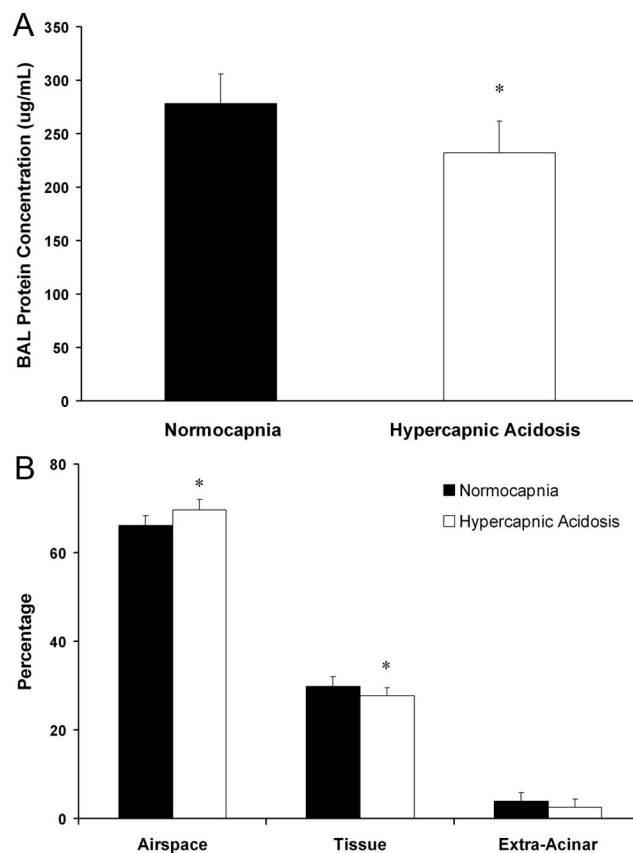 A
BAL Protein Concentration (ug/mL)
350
300
250
200
150
100
50
0
*
Normocapnia Hypercapnic Acidosis
B
Percentage
80
60
40
20
0
*
*
Normocapnia
Hypercapnic Acidosis
Airspace Tissue Extra-Acinar